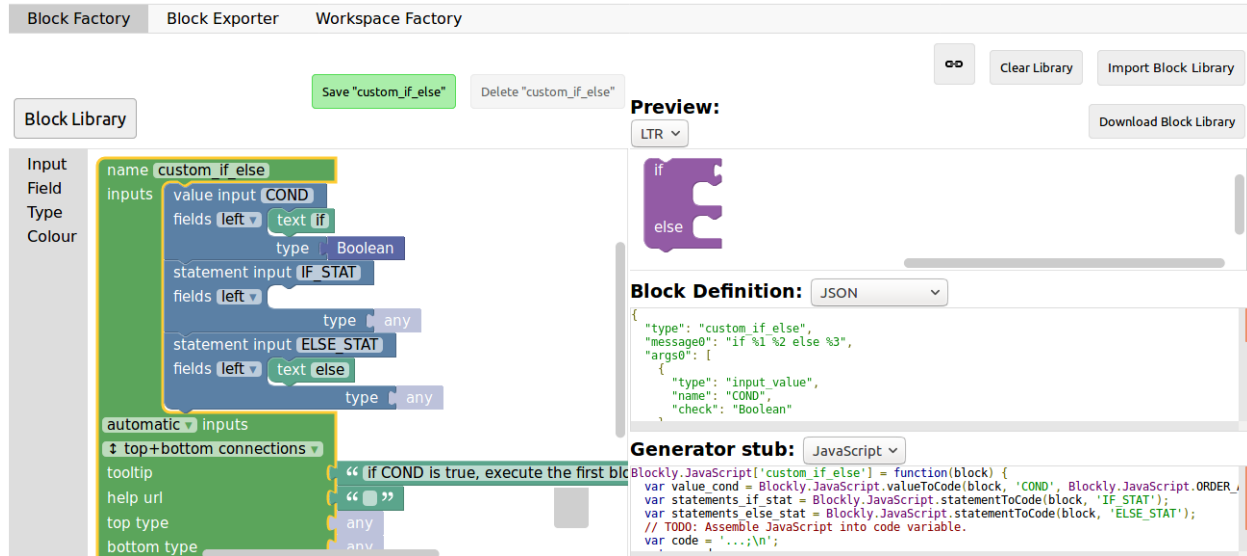 Block Factory Block Exporter Workspace Factory
Clear Library Import Block Library
Save "custom_if_else" Delete "custom_if_else"
Block Library
Preview:
Download Block Library
LTR
Input
Field
Type
Colour
name custom_if_else
inputs value input COND
fields left text if
type Boolean
statement input IF_STAT
fields left
type any
statement input ELSE_STAT
fields left text else
type any
automatic inputs
↕ top+bottom connections
tooltip “ if COND is true, execute the first blo
help url “ ”
top type any
bottom type any
if
else
Block Definition: JSON
{
"type": "custom_if_else",
"message0": "if %1 %2 else %3",
"args0": [
{
"type": "input_value",
"name": "COND",
"check": "Boolean"
Generator stub: JavaScript
Blockly.JavaScript['custom_if_else'] = function(block) {
var value_cond = Blockly.JavaScript.valueToCode(block, 'COND', Blockly.JavaScript.ORDER_
var statements_if_stat = Blockly.JavaScript.statementToCode(block, 'IF_STAT');
var statements_else_stat = Blockly.JavaScript.statementToCode(block, 'ELSE_STAT');
// TODO: Assemble JavaScript into code variable.
var code = '...;\n';